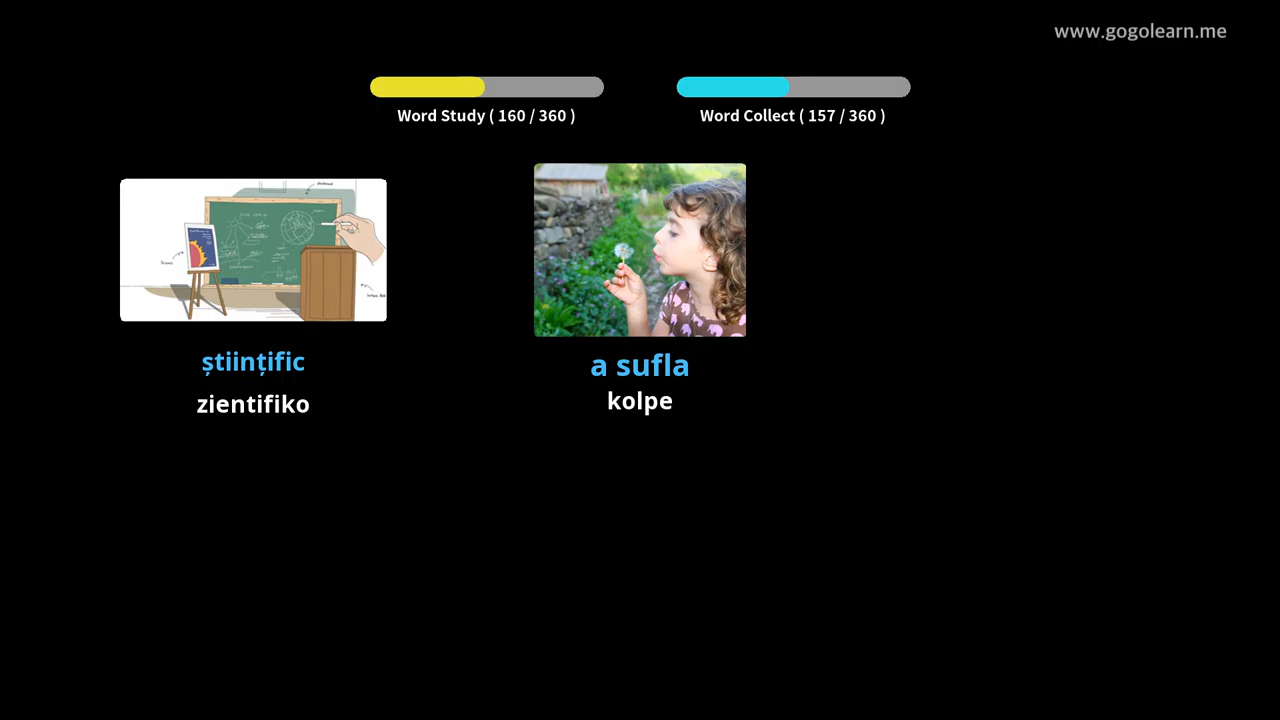 www.gogolearn.me
Word Study ( 160 / 360 )
Word Collect ( 157 / 360 )
științific
zientifiko
a sufla
kolpe